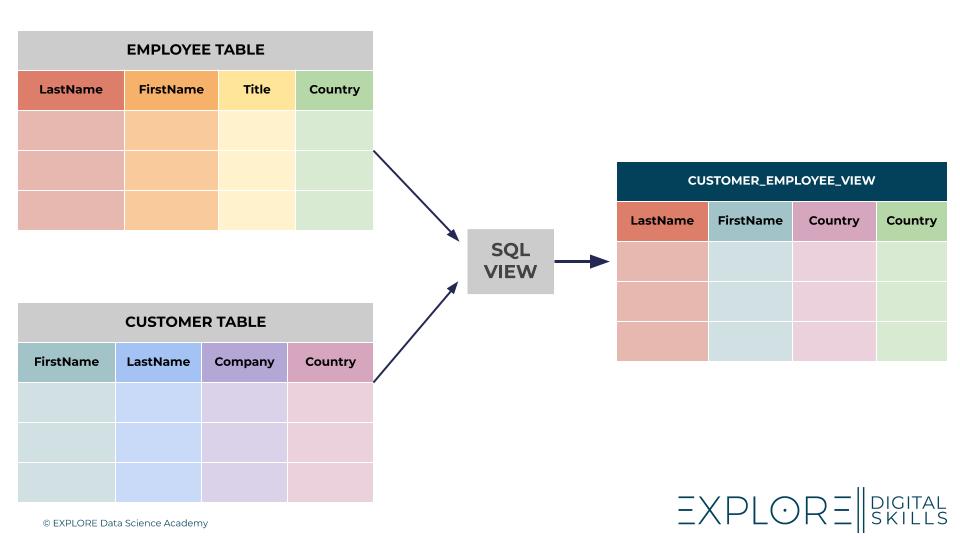 EMPLOYEE TABLE
LastName FirstName Title Country
CUSTOMER TABLE
FirstName LastName Company Country
SQL
VIEW
CUSTOMER_EMPLOYEE_VIEW
LastName FirstName Country Country
© EXPLORE Data Science Academy
EXPLORE DIGITAL
SKILLS